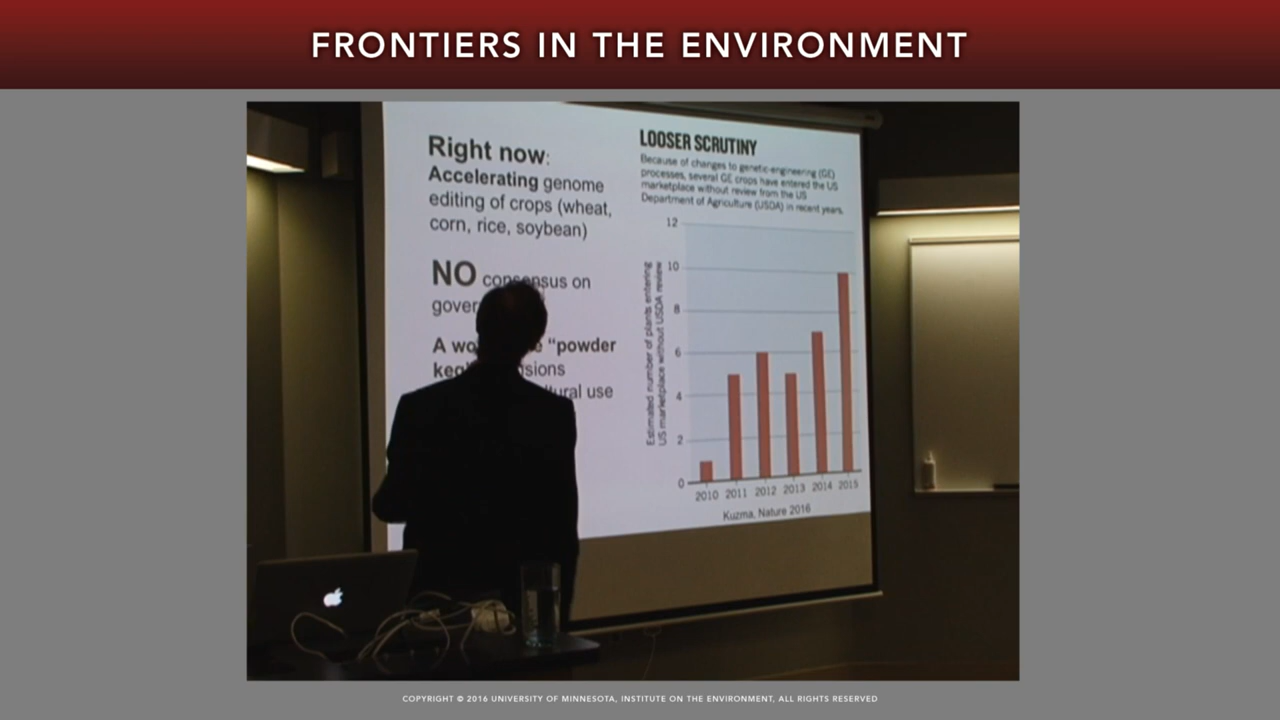 FRONTIERS IN THE ENVIRONMENT
Right now:
Accelerating genome
editing of crops (wheat,
corn, rice, soybean)
NO consensus on
A "powder
use
LOOSER SCRUTINY
Because of changes to genetic-engineering (GE)
processes, several GE crops have entered the US
marketplace without review from the US
Department of Agriculture (USDA) in recent years.
Estimated number of plants entering
US marketplace without USDA review
12
10
8
6
4
2
0
2010 2011 2012 2013 2014 2015
Kuzma, Nature 2016
COPYRIGHT © 2016 UNIVERSITY OF MINNESOTA, INSTITUTE ON THE ENVIRONMENT, ALL RIGHTS RESERVED